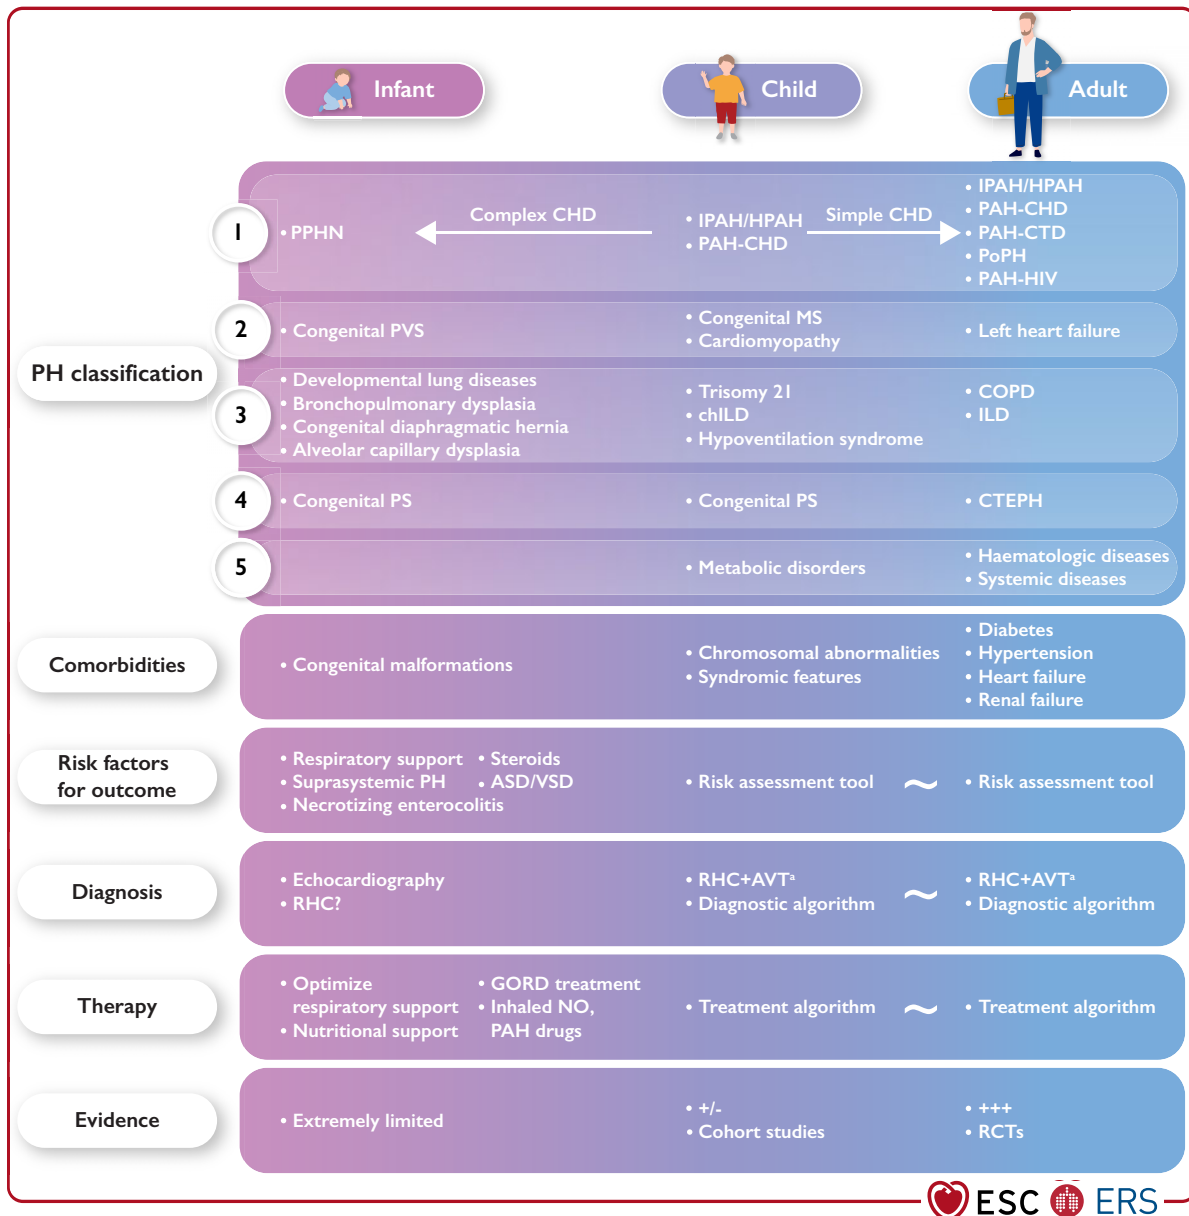 Infant
Child
Adult
PH classification
1
• PPHN
Complex CHD
• IPAH/HPAH
• PAH-CHD
Simple CHD
• IPAH/HPAH
• PAH-CHD
• PAH-CTD
• PoPH
• PAH-HIV
2
• Congenital PVS
• Congenital MS
• Cardiomyopathy
• Left heart failure
3
• Developmental lung diseases
• Bronchopulmonary dysplasia
• Congenital diaphragmatic hernia
• Alveolar capillary dysplasia
• Trisomy 21
• chILD
• Hypoventilation syndrome
• COPD
• ILD
4
• Congenital PS
• Congenital PS
• CTEPH
5
• Metabolic disorders
• Haematologic diseases
• Systemic diseases
Comorbidities
• Congenital malformations
• Chromosomal abnormalities
• Syndromic features
• Diabetes
• Hypertension
• Heart failure
• Renal failure
Risk factors
for outcome
• Respiratory support
• Suprasystemic PH
• Necrotizing enterocolitis
• Steroids
• ASD/VSD
• Risk assessment tool
~
• Risk assessment tool
Diagnosis
• Echocardiography
• RHC?
• RHC+AVTᵃ
• Diagnostic algorithm
~
• RHC+AVTᵃ
• Diagnostic algorithm
Therapy
• Optimize
respiratory support
• Nutritional support
• GORD treatment
• Inhaled NO,
PAH drugs
• Treatment algorithm
~
• Treatment algorithm
Evidence
• Extremely limited
• +/-
• Cohort studies
• +++
• RCTs
ESC ERS